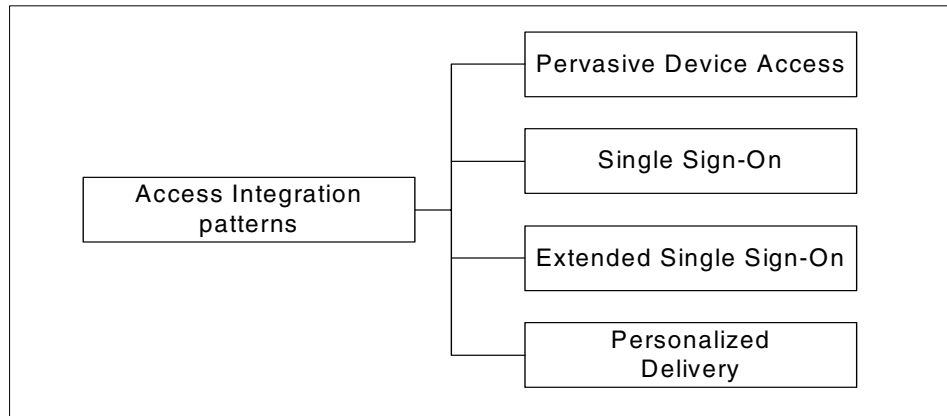 Access Integration
patterns
Pervasive Device Access
Single Sign-On
Extended Single Sign-On
Personalized
Delivery